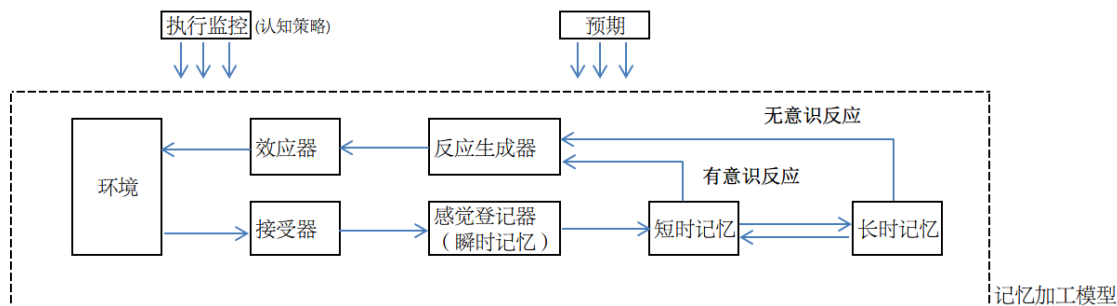 执行监控(认知策略)
预期
无意识反应
效应器
反应生成器
有意识反应
环境
接受器
感觉登记器
（瞬时记忆）
短时记忆
长时记忆
记忆加工模型